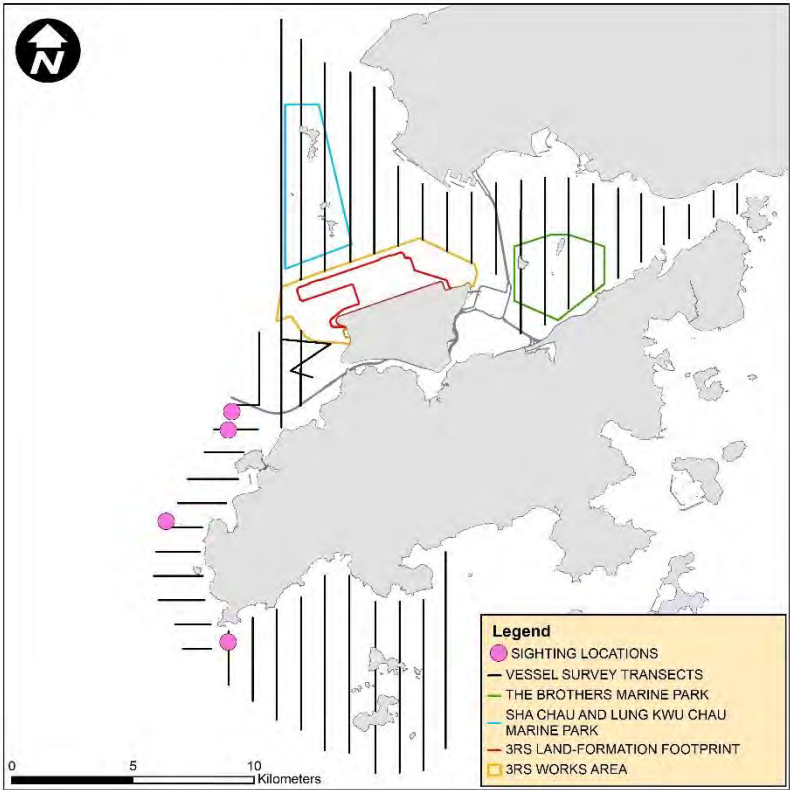 N
Legend
SIGHTING LOCATIONS
VESSEL SURVEY TRANSECTS
THE BROTHERS MARINE PARK
SHA CHAU AND LUNG KWU CHAU
MARINE PARK
3RS LAND-FORMATION FOOTPRINT
3RS WORKS AREA
0 5 10
Kilometers